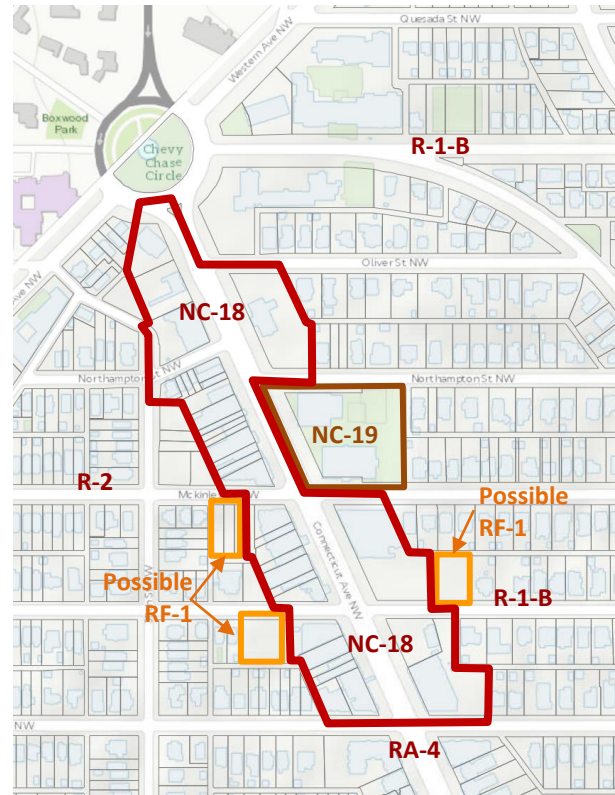 Quesada St NW
Western Ave NW
Boxwood
Park
Chevy
Chase
Circle
R-1-B
Oliver St NW
Ave NW
NC-18
Northampton St NW
Northampton St NW
NC-19
R-2
Possible
RF-1
Connecticut Ave NW
Possible
RF-1
R-1-B
NC-18
NW
RA-4